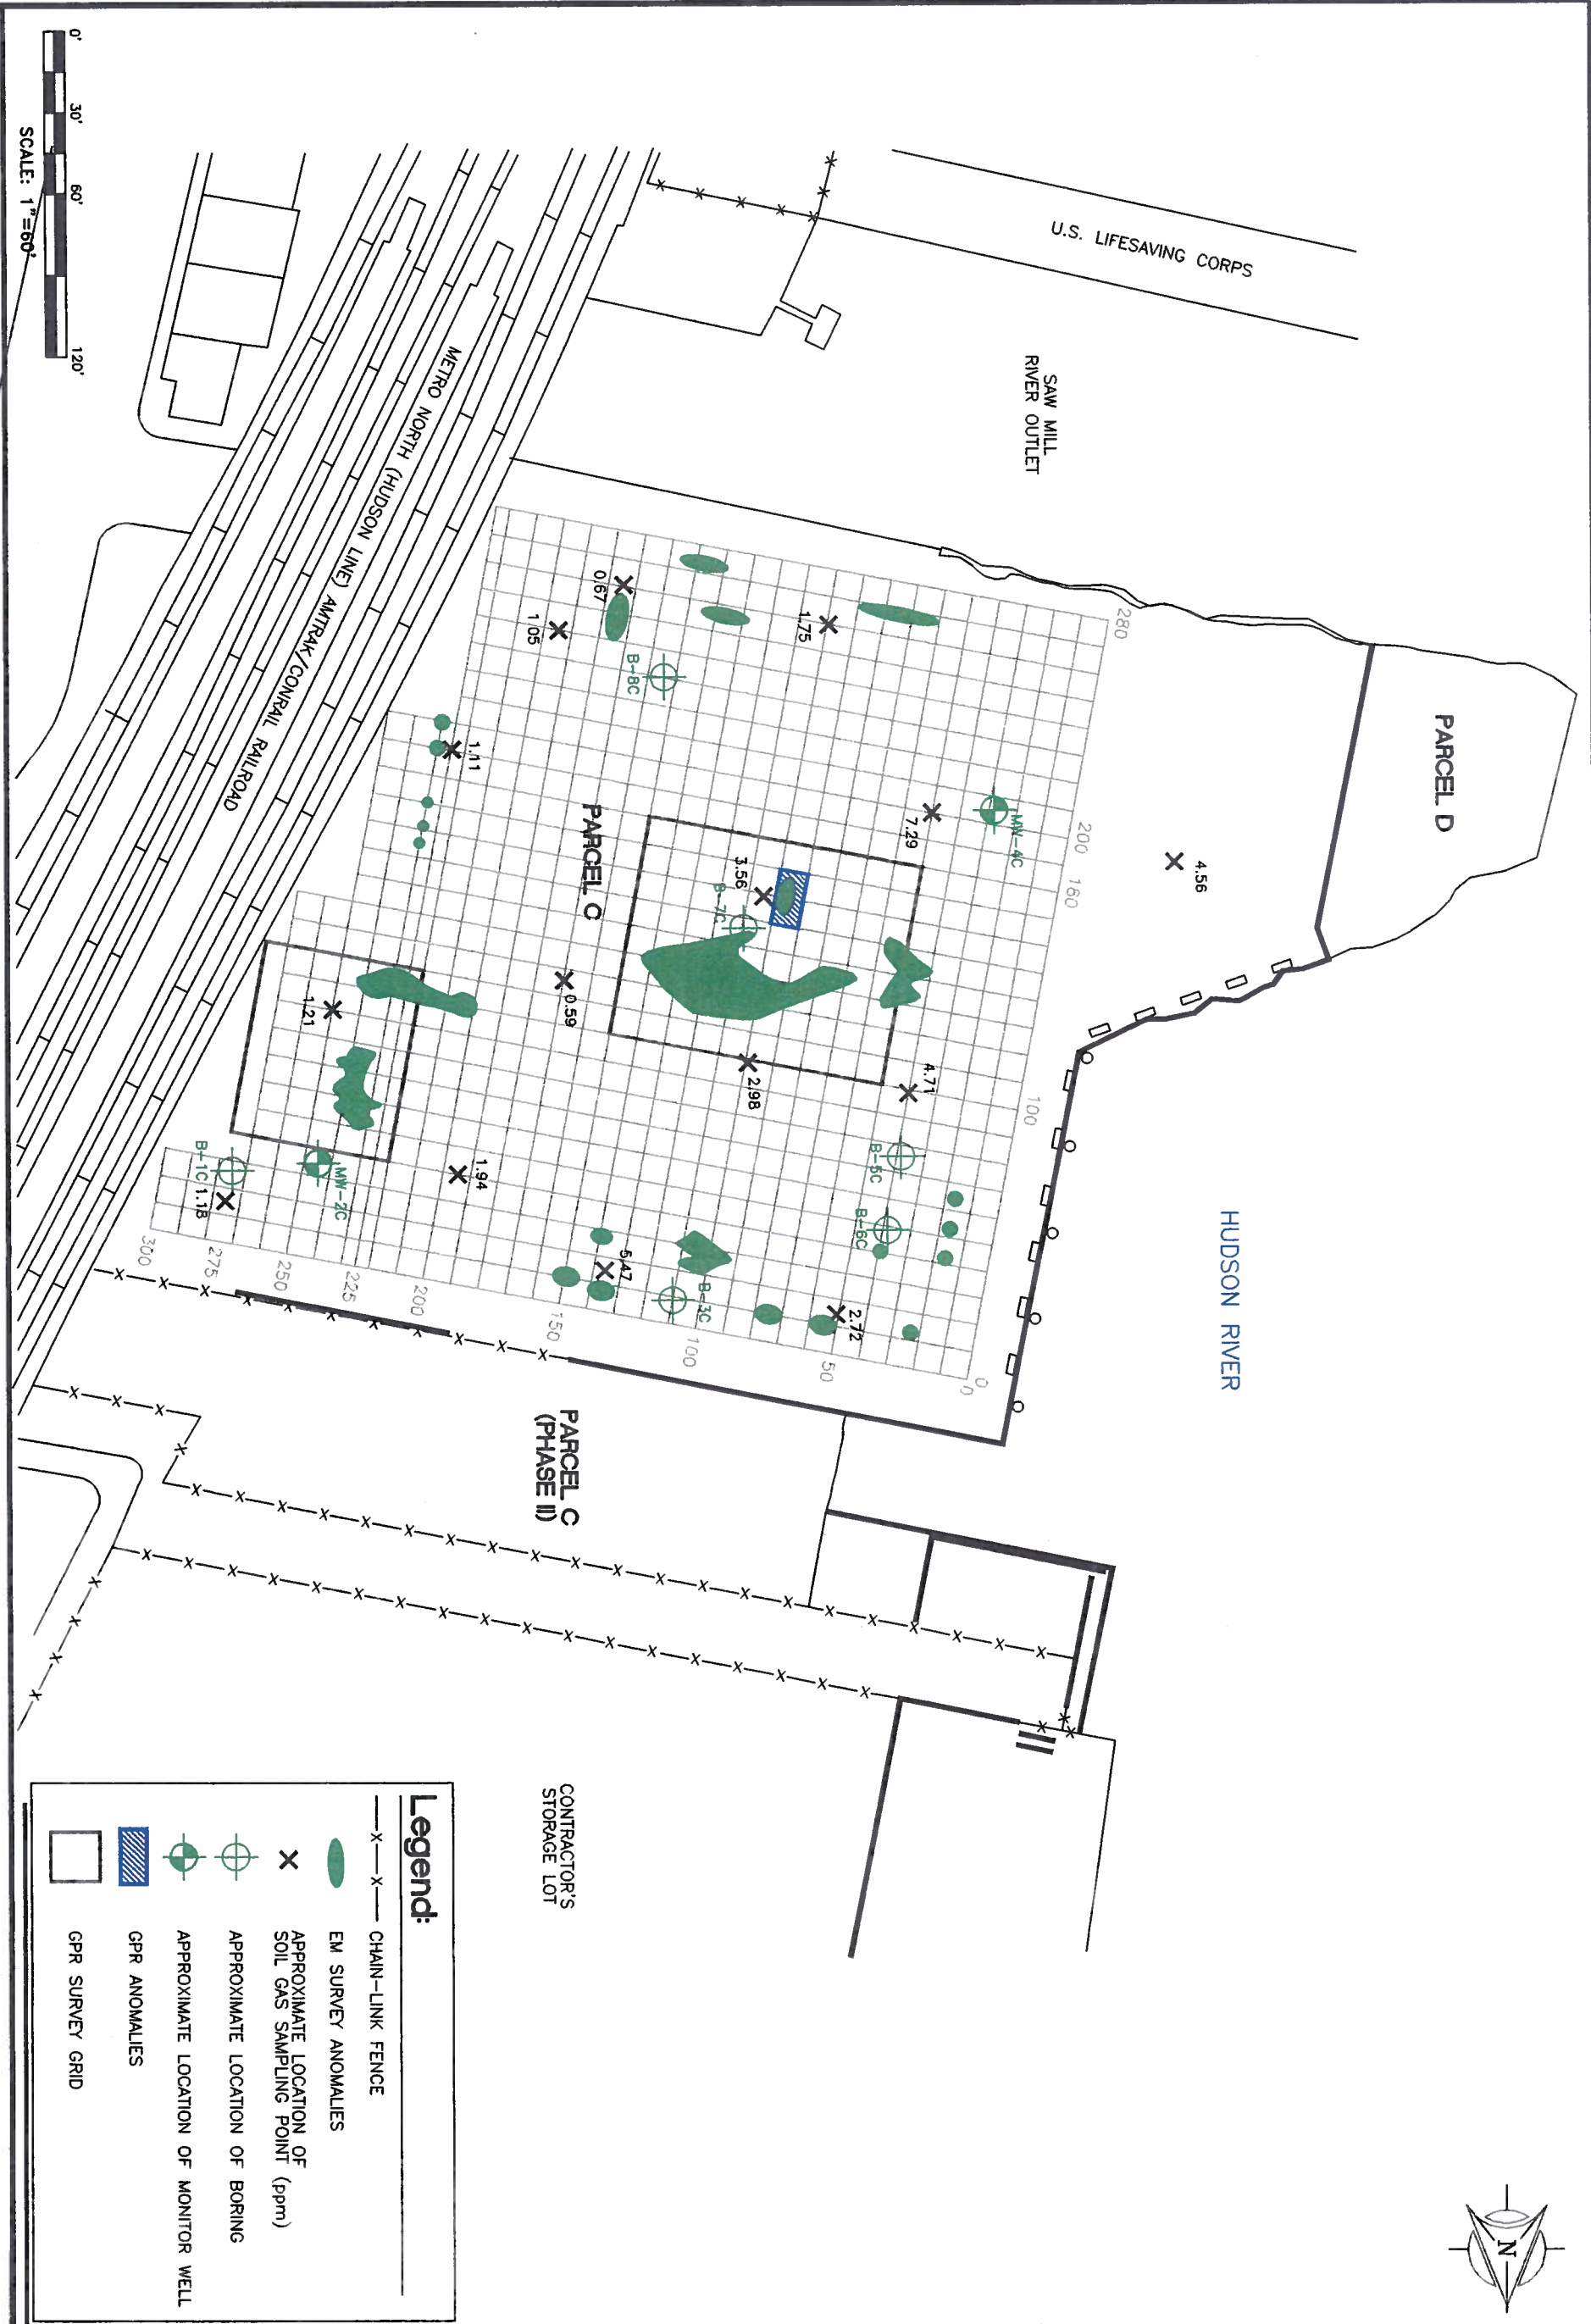 U.S. LIFESAVING CORPS
SAW MILL
RIVER OUTLET
PARCEL D
HUDSON RIVER
METRO NORTH (HUDSON LINE) AMTRAK/CONRAIL RAILROAD
PARCEL C
PARCEL C
(PHASE II)
CONTRACTOR'S
STORAGE LOT
280
200
180
100
0
0
50
100
150
200
225
250
275
300
4.56
MW-4C
7.29
1.75
0.67
1.05
B-8C
1.11
3.56
B-7C
0.59
2.98
4.71
B-5C
B-6C
1.21
MW-2C
B-1C
1.18
1.94
5.47
B-3C
2.72
Legend:
—x—x— CHAIN-LINK FENCE
EM SURVEY ANOMALIES
APPROXIMATE LOCATION OF
SOIL GAS SAMPLING POINT (ppm)
APPROXIMATE LOCATION OF BORING
APPROXIMATE LOCATION OF MONITOR WELL
GPR ANOMALIES
GPR SURVEY GRID
0' 30' 60' 120'
SCALE: 1"=60'
N